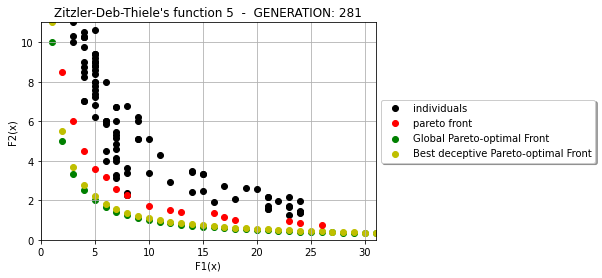 Zitzler-Deb-Thiele's function 5 - GENERATION: 281
10
8
6
4
2
0
F2(x)
0 5 10 15 20 25 30
F1(x)
individuals
pareto front
Global Pareto-optimal Front
Best deceptive Pareto-optimal Front